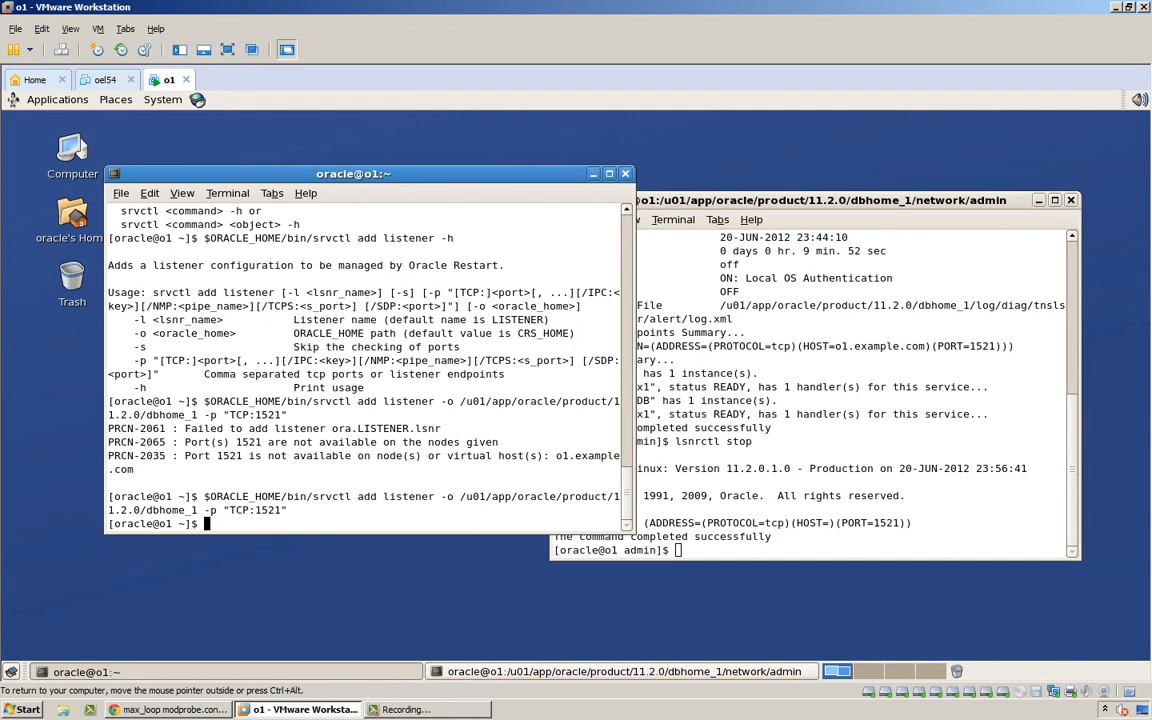 o1 - VMware Workstation
File Edit View VM Tabs Help
Home oel54 o1
Applications Places System
Computer
oracle's Hom
Trash
oracle@o1:~
File Edit View Terminal Tabs Help
srvctl <command> -h or
srvctl <command> <object> -h
[oracle@o1 ~]$ $ORACLE_HOME/bin/srvctl add listener -h
Adds a listener configuration to be managed by Oracle Restart.
Usage: srvctl add listener [-l <lsnr_name>] [-s] [-p "[TCP:]<port>[, ...][/IPC:<
key>][/NMP:<pipe_name>][/TCPS:<s_port>] [/SDP:<port>]"] [-o <oracle_home>]
-l <lsnr_name> Listener name (default name is LISTENER)
-o <oracle_home> ORACLE_HOME path (default value is CRS_HOME)
-s Skip the checking of ports
-p "[TCP:]<port>[, ...][/IPC:<key>][/NMP:<pipe_name>][/TCPS:<s_port>] [/SDP:
<port>]" Comma separated tcp ports or listener endpoints
-h Print usage
[oracle@o1 ~]$ $ORACLE_HOME/bin/srvctl add listener -o /u01/app/oracle/product/1
1.2.0/dbhome_1 -p "TCP:1521"
PRCN-2061 : Failed to add listener ora.LISTENER.lsnr
PRCN-2065 : Port(s) 1521 are not available on the nodes given
PRCN-2035 : Port 1521 is not available on node(s) or virtual host(s): o1.example
.com
[oracle@o1 ~]$ $ORACLE_HOME/bin/srvctl add listener -o /u01/app/oracle/product/1
1.2.0/dbhome_1 -p "TCP:1521"
[oracle@o1 ~]$
@o1:/u01/app/oracle/product/11.2.0/dbhome_1/network/admin
Terminal Tabs Help
20-JUN-2012 23:44:10
0 days 0 hr. 9 min. 52 sec
off
ON: Local OS Authentication
OFF
File /u01/app/oracle/product/11.2.0/dbhome_1/log/diag/tnsls
r/alert/log.xml
points Summary...
N=(ADDRESS=(PROTOCOL=tcp)(HOST=o1.example.com)(PORT=1521)))
ary...
has 1 instance(s).
x1", status READY, has 1 handler(s) for this service...
DB" has 1 instance(s).
x1", status READY, has 1 handler(s) for this service...
ompleted successfully
min]$ lsnrctl stop
inux: Version 11.2.0.1.0 - Production on 20-JUN-2012 23:56:41
1991, 2009, Oracle. All rights reserved.
(ADDRESS=(PROTOCOL=tcp)(HOST=)(PORT=1521))
The command completed successfully
[oracle@o1 admin]$
oracle@o1:~ oracle@o1:/u01/app/oracle/product/11.2.0/dbhome_1/network/admin
To return to your computer, move the mouse pointer outside or press Ctrl+Alt.
Start max_loop modprobe.con... o1 - VMware Worksta... Recording...